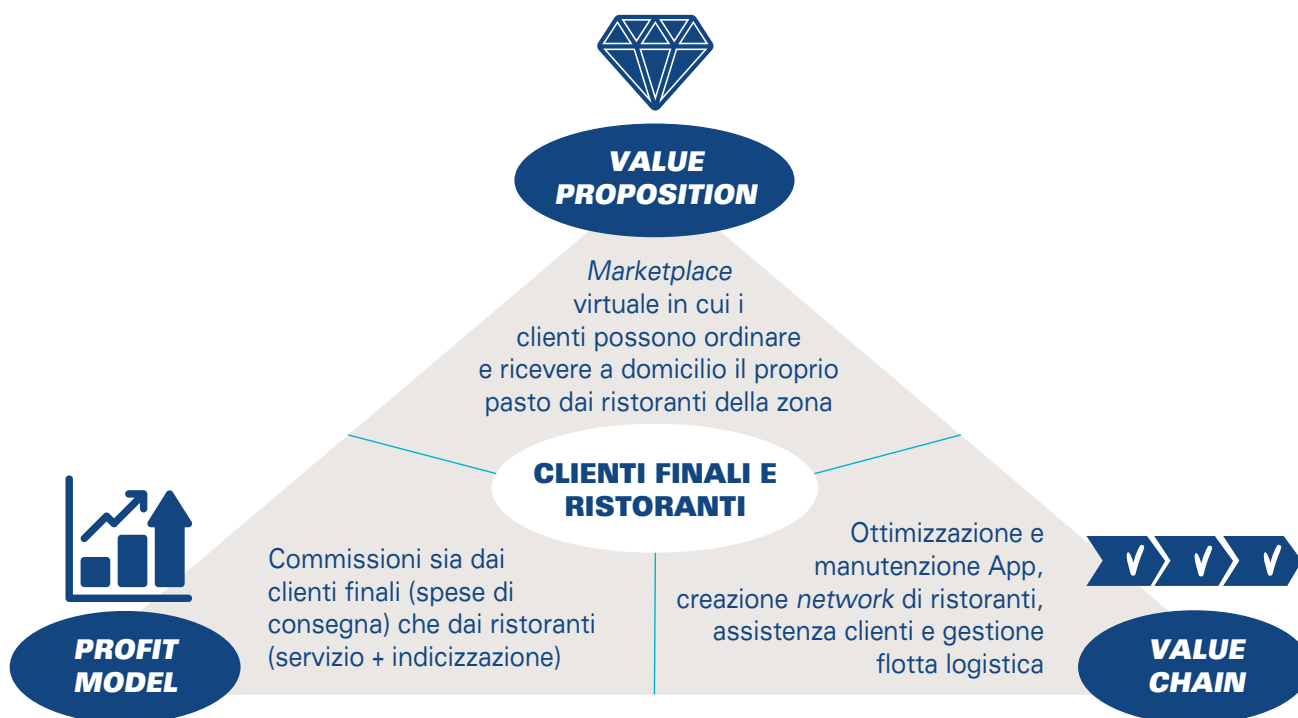 VALUE
PROPOSITION
Marketplace
virtuale in cui i
clienti possono ordinare
e ricevere a domicilio il proprio
pasto dai ristoranti della zona
CLIENTI FINALI E
RISTORANTI
Commissioni sia dai
clienti finali (spese di
consegna) che dai ristoranti
(servizio + indicizzazione)
Ottimizzazione e
manutenzione App,
creazione network di ristoranti,
assistenza clienti e gestione
flotta logistica
PROFIT
MODEL
VALUE
CHAIN